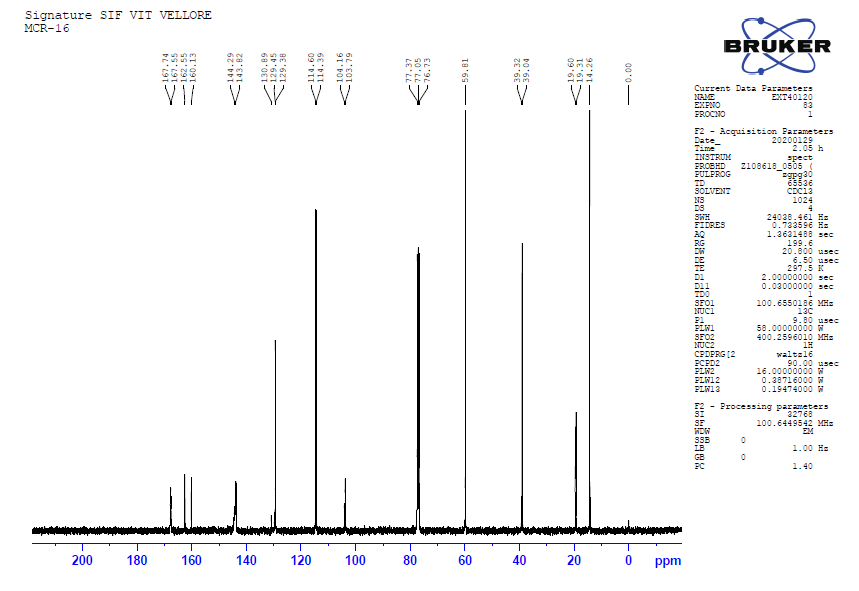 Signature SIF VIT VELLORE
MCR-16
167.74
167.55
162.55
160.13
144.29
143.82
130.89
129.45
129.38
114.60
114.39
104.16
103.79
77.37
77.05
76.73
59.81
39.32
39.04
19.60
19.31
14.26
0.00
200 180 160 140 120 100 80 60 40 20 0 ppm
BRUKER
Current Data Parameters
NAME EXT40120
EXPNO 83
PROCNO 1
F2 - Acquisition Parameters
Date_ 20200129
Time 2.05 h
INSTRUM spect
PROBHD Z108618_0505 (
PULPROG zgpg30
TD 65536
SOLVENT CDCl3
NS 1024
DS 4
SWH 24038.461 Hz
FIDRES 0.733596 Hz
AQ 1.3631488 sec
RG 199.6
DW 20.800 usec
DE 6.50 usec
TE 297.5 K
D1 2.00000000 sec
D11 0.03000000 sec
TD0 1
SFO1 100.6550186 MHz
NUC1 13C
P1 9.80 usec
PLW1 58.00000000 W
SFO2 400.2596010 MHz
NUC2 1H
CPDPRG[2 waltz16
PCPD2 90.00 usec
PLW2 16.00000000 W
PLW12 0.38716000 W
PLW13 0.19474000 W
F2 - Processing parameters
SI 32768
SF 100.6449542 MHz
WDW EM
SSB 0
LB 1.00 Hz
GB 0
PC 1.40